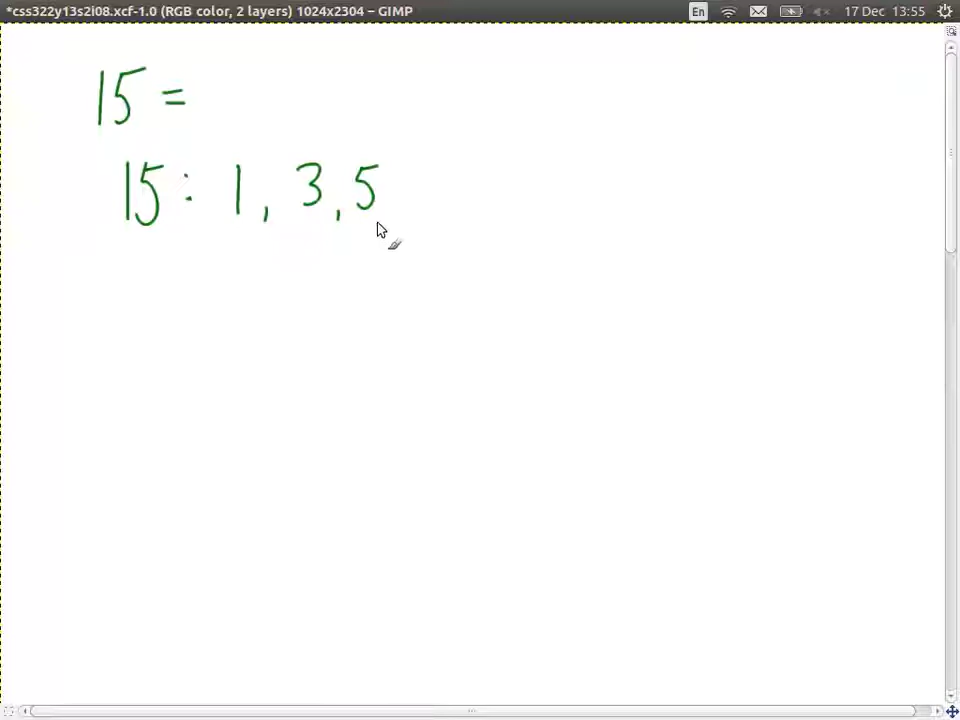 *css322y13s2i08.xcf-1.0 (RGB color, 2 layers) 1024x2304 – GIMP En 17 Dec 13:55
15 =
15 : 1, 3, 5